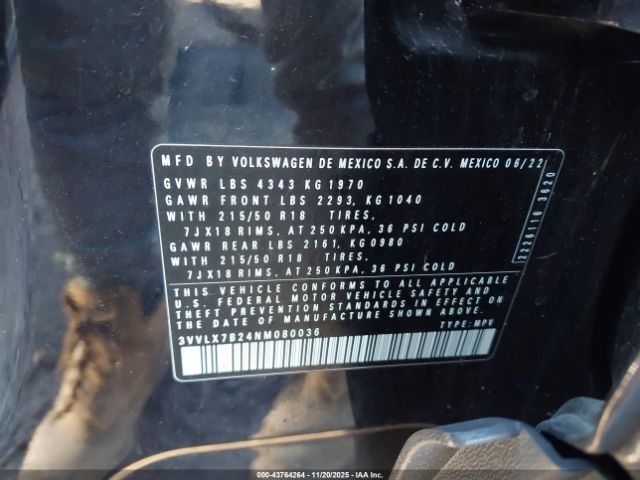 MFD BY VOLKSWAGEN DE MEXICO S.A. DE C.V. MEXICO 06/22
GVWR LBS 4343 KG 1970
GAWR FRONT LBS 2293, KG 1040
WITH 215/50 R18 TIRES,
7JX18 RIMS, AT 250 KPA, 36 PSI COLD
GAWR REAR LBS 2161, KG 0980
WITH 215/50 R18 TIRES,
7JX18 RIMS, AT 250 KPA, 36 PSI COLD
THIS VEHICLE CONFORMS TO ALL APPLICABLE
U.S. FEDERAL MOTOR VEHICLE SAFETY AND
THEFT PREVENTION STANDARDS IN EFFECT ON
THE DATE OF MANUFACTURE SHOWN ABOVE.
3VVLX7B24NM080036 TYPE: MPV
2226116 3620
000-43764264 | 11/20/2025 - IAA Inc.